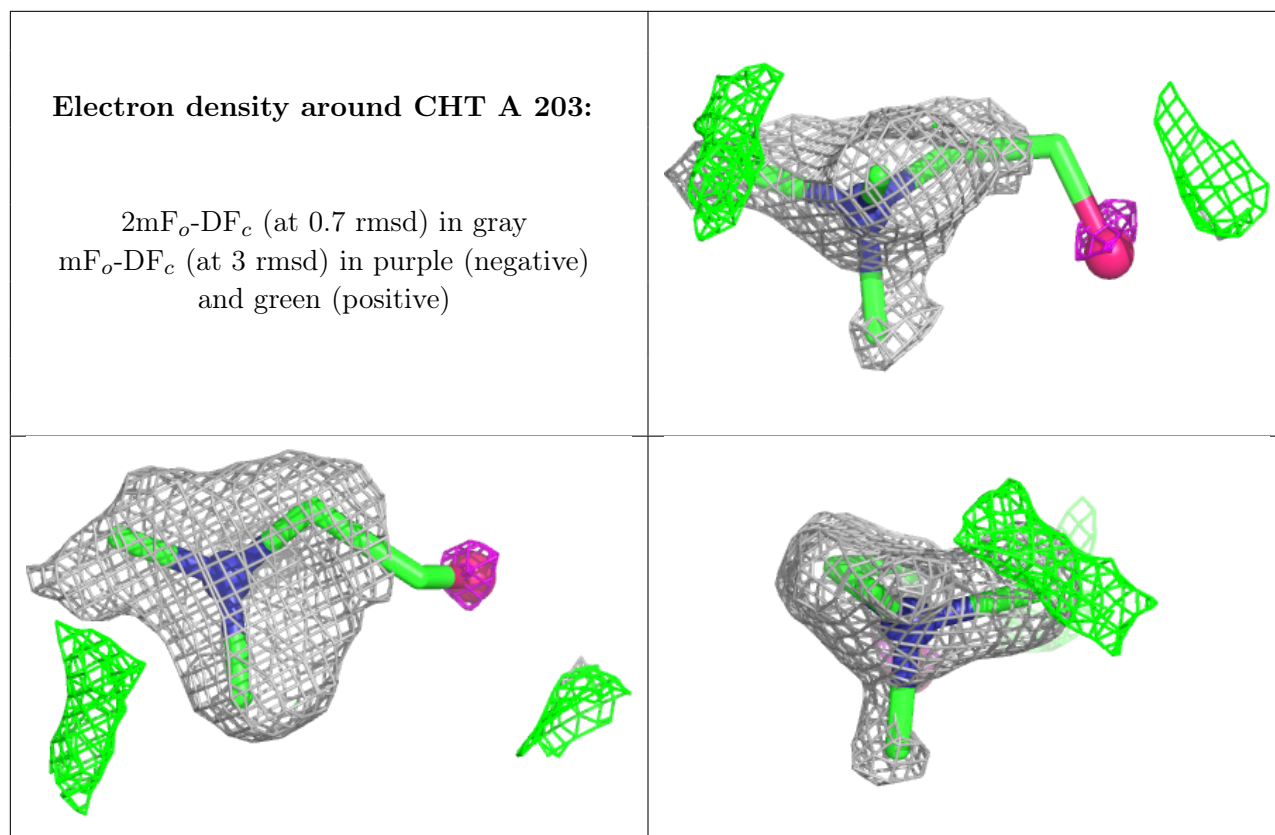 Electron density around CHT A 203:
2mFo-DFc (at 0.7 rmsd) in gray
mFo-DFc (at 3 rmsd) in purple (negative)
and green (positive)